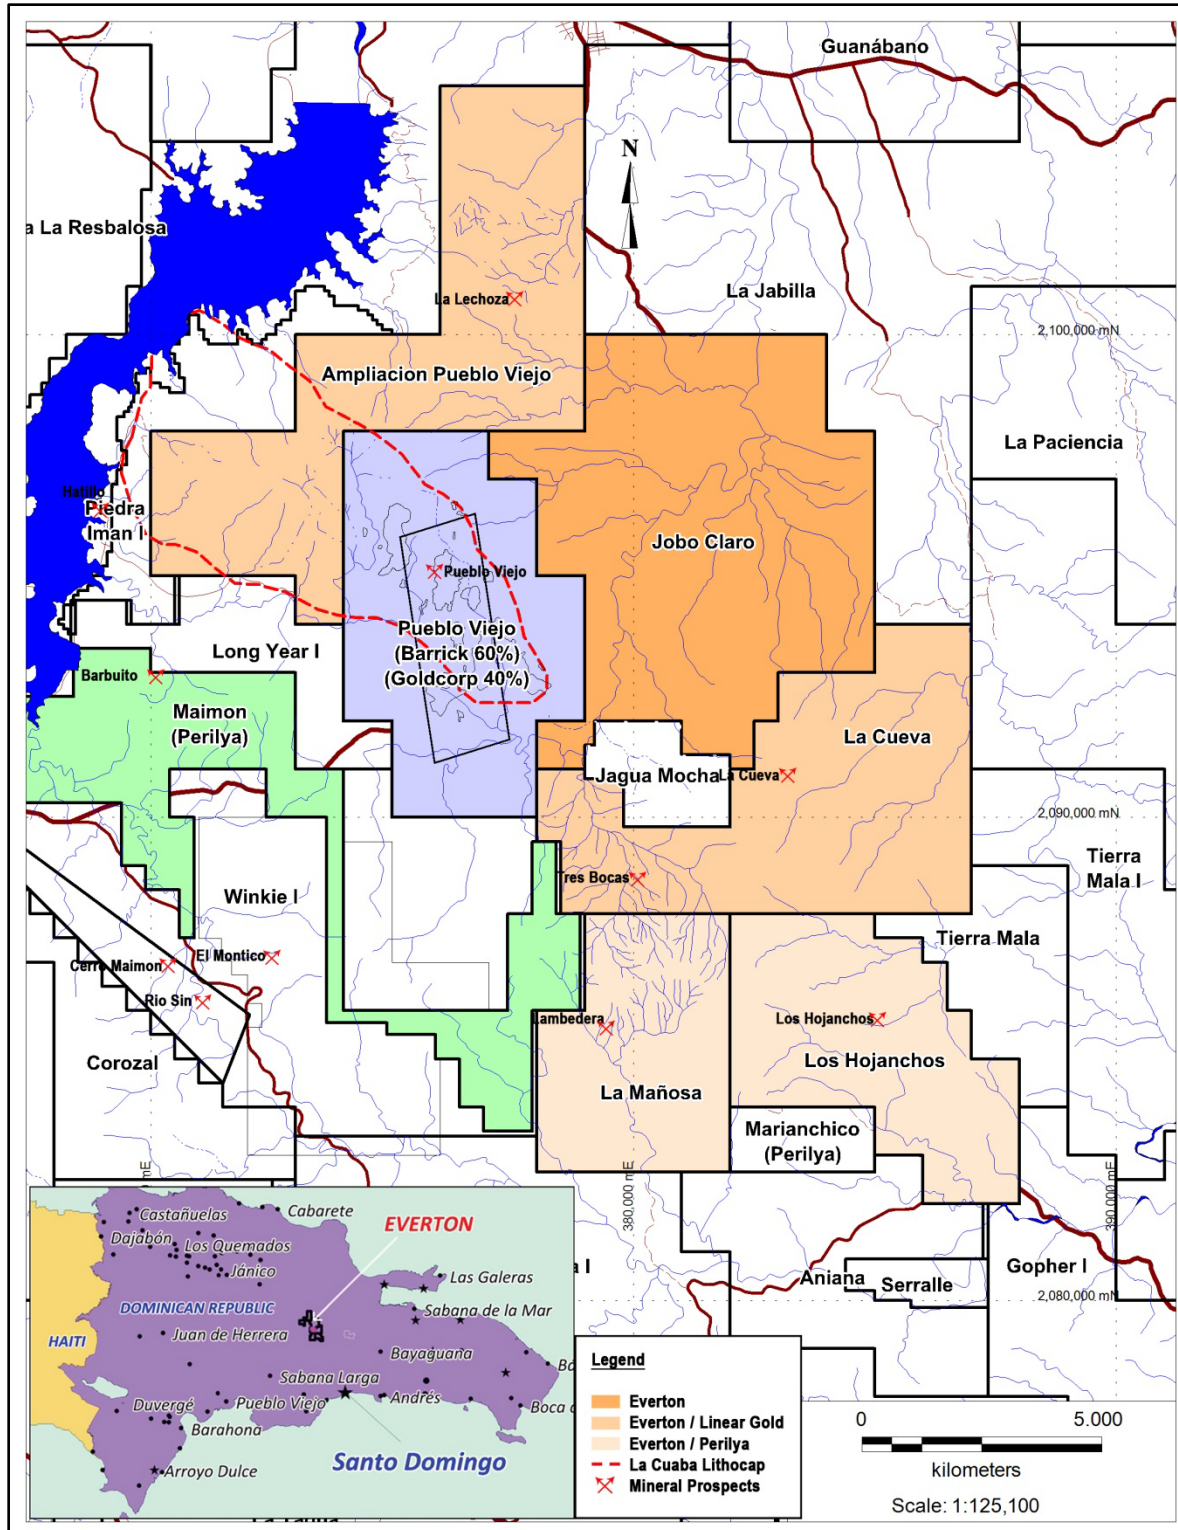 Guanábano
N
a La Resbalosa
La Jabilla
La Lechoza
2,100,000 mN
Ampliacion Pueblo Viejo
La Paciencia
Hatillo
Piedra
Iman I
Jobo Claro
Pueblo Viejo
Pueblo Viejo
(Barrick 60%)
(Goldcorp 40%)
Long Year I
Barbuito
Maimon
(Perilya)
La Cueva
Jagua Mocha
La Cueva
2,090,000 mN
Tierra
Mala I
Tres Bocas
Winkie I
Tierra Mala
El Montico
Cerro Maimon
Rio Sin
Lambedera
Los Hojanchos
Los Hojanchos
Corozal
La Mañosa
Marianchico
(Perilya)
mE
380,000 mE
390,000 mE
a I
Aniana
Serralle
Gopher I
2,080,000 mN
Castañuelas
Cabarete
EVERTON
Dajabón
Los Quemados
Jánico
Las Galeras
DOMINICAN REPUBLIC
Sabana de la Mar
HAITI
Juan de Herrera
Bayaguana
Ba
Sabana Larga
Duvergé
Pueblo Viejo
Andrés
Boca d
Barahona
Santo Domingo
Arroyo Dulce
Legend
Everton
Everton / Linear Gold
Everton / Perilya
La Cuaba Lithocap
Mineral Prospects
0 5.000
kilometers
Scale: 1:125,100